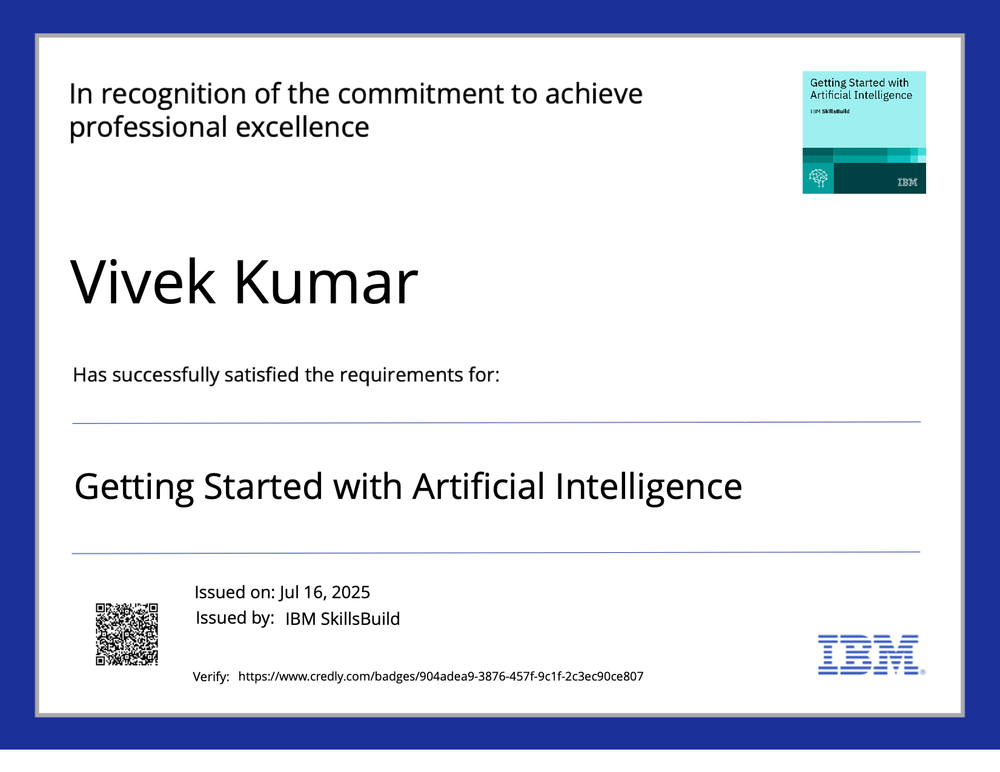 In recognition of the commitment to achieve
professional excellence
Getting Started with
Artificial Intelligence
IBM SkillsBuild
IBM
Vivek Kumar
Has successfully satisfied the requirements for:
Getting Started with Artificial Intelligence
Issued on: Jul 16, 2025
Issued by: IBM SkillsBuild
Verify: https://www.credly.com/badges/904adea9-3876-457f-9c1f-2c3ec90ce807
IBM®